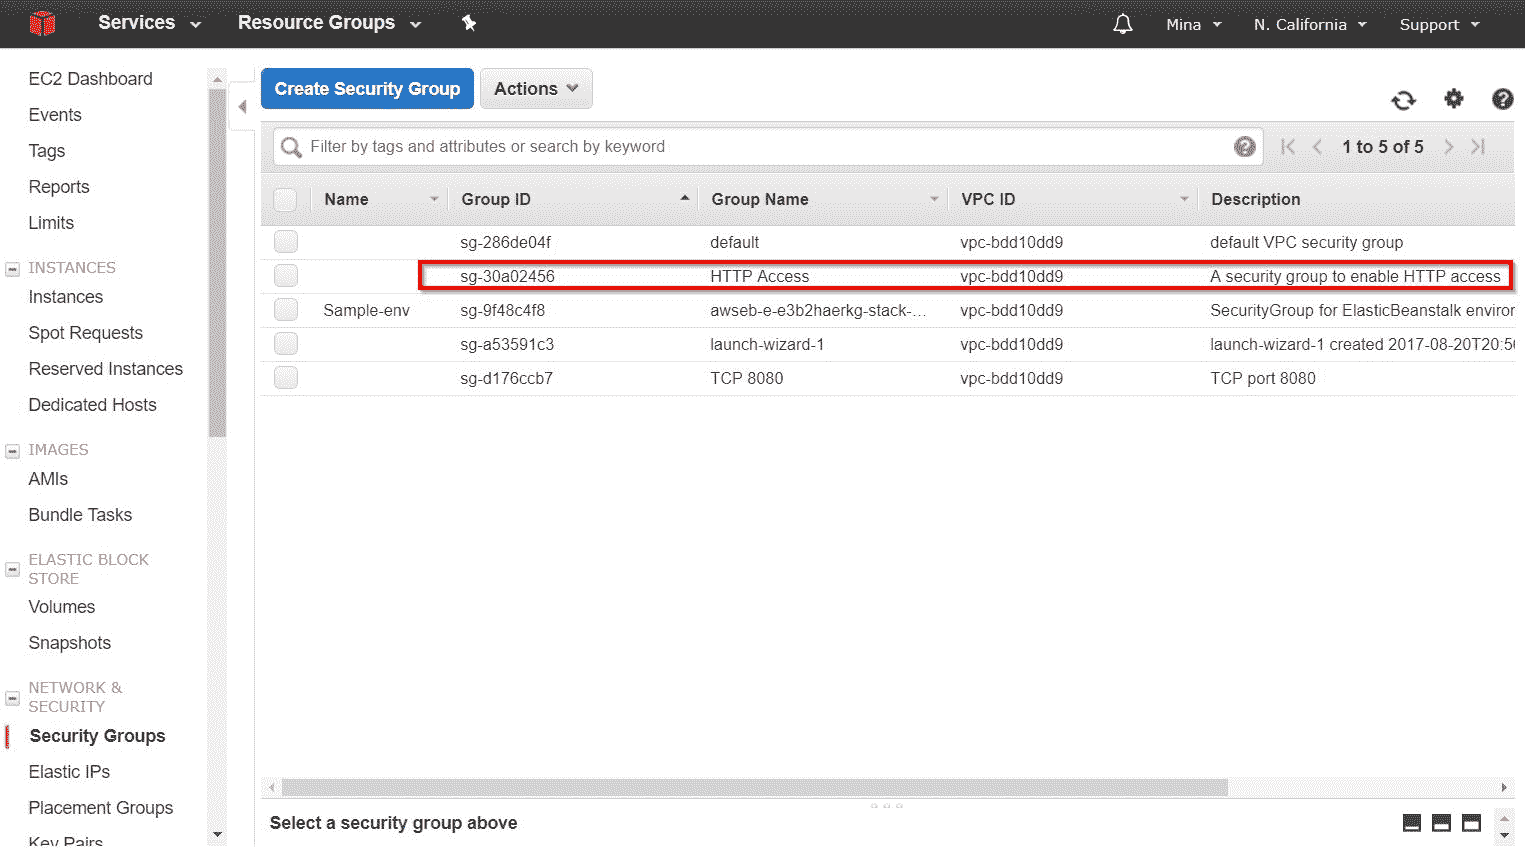 Services Resource Groups Mina N. California Support
EC2 Dashboard
Events
Tags
Reports
Limits
INSTANCES
Instances
Spot Requests
Reserved Instances
Dedicated Hosts
IMAGES
AMIs
Bundle Tasks
ELASTIC BLOCK
STORE
Volumes
Snapshots
NETWORK &
SECURITY
Security Groups
Elastic IPs
Placement Groups
Key Pairs
Create Security Group Actions
Filter by tags and attributes or search by keyword 1 to 5 of 5
Name Group ID Group Name VPC ID Description
sg-286de04f default vpc-bdd10dd9 default VPC security group
sg-30a02456 HTTP Access vpc-bdd10dd9 A security group to enable HTTP access
Sample-env sg-9f48c4f8 awseb-e-e3b2haerkg-stack-... vpc-bdd10dd9 SecurityGroup for ElasticBeanstalk environ
sg-a53591c3 launch-wizard-1 vpc-bdd10dd9 launch-wizard-1 created 2017-08-20T20:56
sg-d176ccb7 TCP 8080 vpc-bdd10dd9 TCP port 8080
Select a security group above